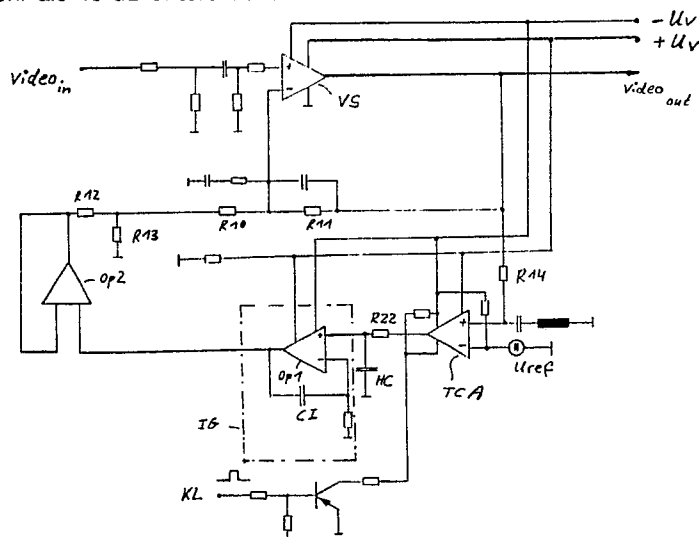 - Uv
+ Uv
Video in
+
-
VS
Video out
R12
R10
R11
R13
R14
Op2
R22
+
-
Op1
HC
+
-
TCA
Uref
CI
IG
KL